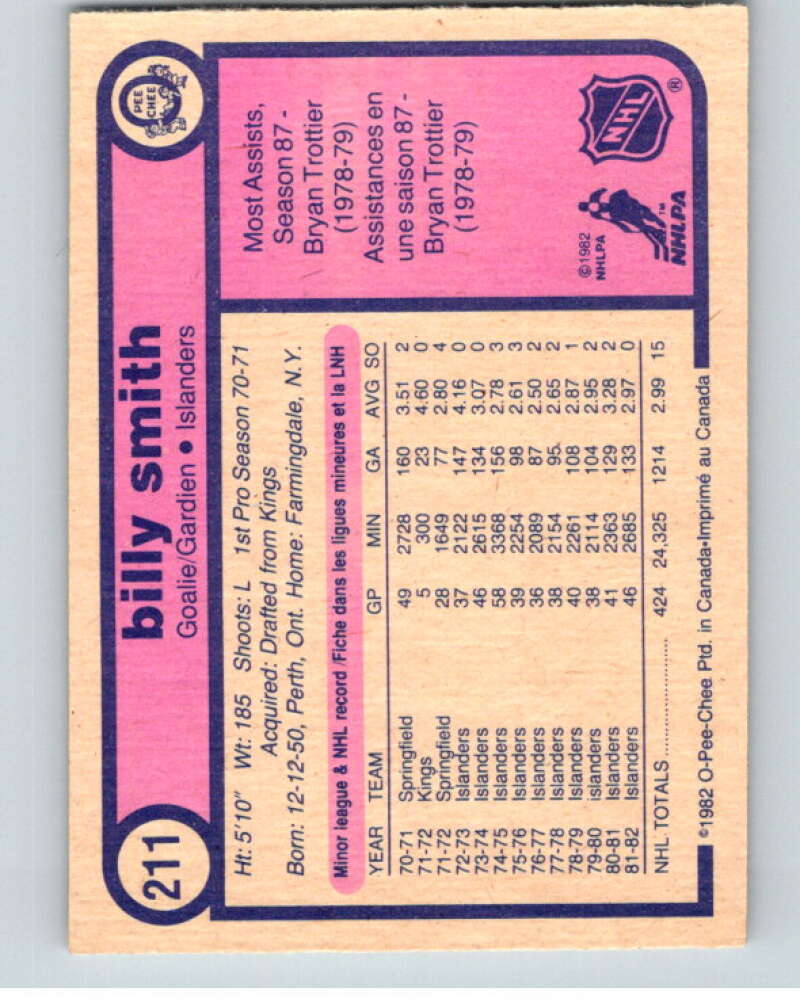 211
billy smith
Goalie/Gardien • Islanders
O
PEE
CHEE
Ht: 5'10" Wt: 185 Shoots: L 1st Pro Season 70-71
Acquired: Drafted from Kings
Born: 12-12-50, Perth, Ont. Home: Farmingdale, N.Y.
Minor league & NHL record/Fiche dans les ligues mineures et la LNH
YEAR TEAM GP MIN GA AVG SO
70-71 Springfield 49 2728 160 3.51 2
71-72 Kings 5 300 23 4.60 0
71-72 Springfield 28 1649 77 2.80 4
72-73 Islanders 37 2122 147 4.16 0
73-74 Islanders 46 2615 134 3.07 0
74-75 Islanders 58 3368 156 2.78 3
75-76 Islanders 39 2254 98 2.61 3
76-77 Islanders 36 2089 87 2.50 2
77-78 Islanders 38 2154 95 2.65 2
78-79 Islanders 40 2261 108 2.87 1
79-80 islanders 38 2114 104 2.95 2
80-81 Islanders 41 2363 129 3.28 2
81-82 Islanders 46 2685 133 2.97 0
NHL TOTALS .................... 424 24,325 1214 2.99 15
©1982 O-Pee-Chee Ptd. in Canada•Imprimé au Canada
Most Assists,
Season 87 -
Bryan Trottier
(1978-79)
Assistances en
une saison 87 -
Bryan Trottier
(1978-79)
©1982
NHLPA
TM
NHLPA
NHL
®